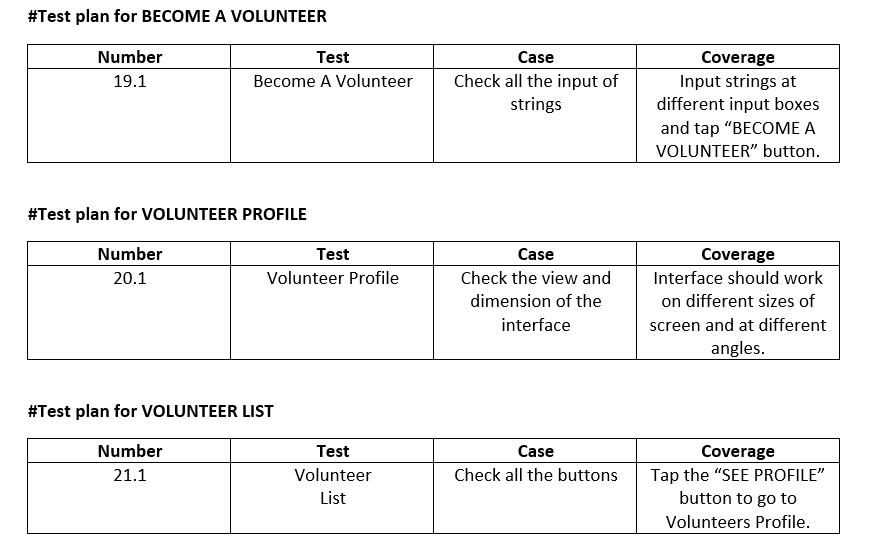 #Test plan for BECOME A VOLUNTEER
Number Test Case Coverage
19.1 Become A Volunteer Check all the input of Input strings at
strings different input boxes
and tap “BECOME A
VOLUNTEER” button.
#Test plan for VOLUNTEER PROFILE
Number Test Case Coverage
20.1 Volunteer Profile Check the view and Interface should work
dimension of the on different sizes of
interface screen and at different
angles.
#Test plan for VOLUNTEER LIST
Number Test Case Coverage
21.1 Volunteer Check all the buttons Tap the “SEE PROFILE”
List button to go to
Volunteers Profile.